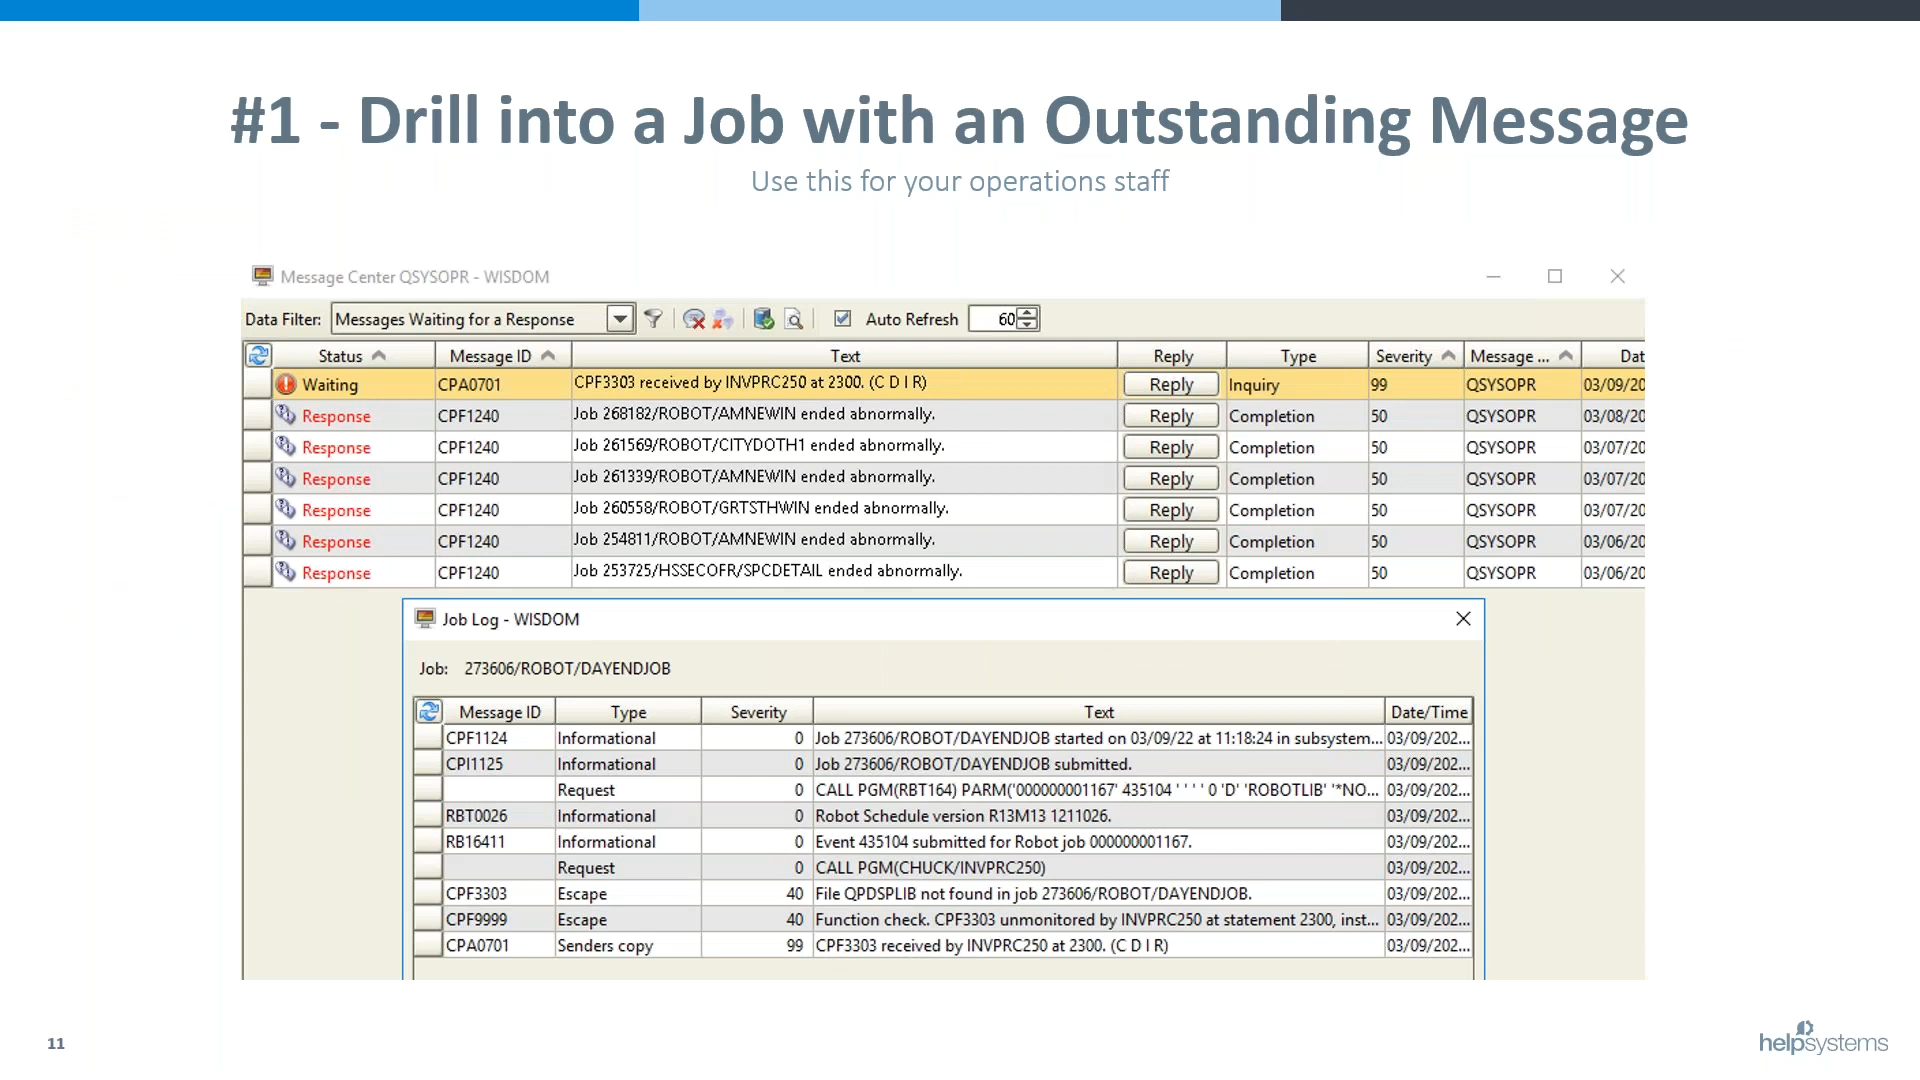 #1 - Drill into a Job with an Outstanding Message
Use this for your operations staff
Message Center QSYSOPR - WISDOM
Data Filter: Messages Waiting for a Response Auto Refresh 60
Status Message ID Text Reply Type Severity Message ... Dat
Waiting CPA0701 CPF3303 received by INVPRC250 at 2300. (C D I R) Reply Inquiry 99 QSYSOPR 03/09/20
Response CPF1240 Job 268182/ROBOT/AMNEWIN ended abnormally. Reply Completion 50 QSYSOPR 03/08/20
Response CPF1240 Job 261569/ROBOT/CITYDOTH1 ended abnormally. Reply Completion 50 QSYSOPR 03/07/20
Response CPF1240 Job 261339/ROBOT/AMNEWIN ended abnormally. Reply Completion 50 QSYSOPR 03/07/20
Response CPF1240 Job 260558/ROBOT/GRTSTHWIN ended abnormally. Reply Completion 50 QSYSOPR 03/07/20
Response CPF1240 Job 254811/ROBOT/AMNEWIN ended abnormally. Reply Completion 50 QSYSOPR 03/06/20
Response CPF1240 Job 253725/HSSECOFR/SPCDETAIL ended abnormally. Reply Completion 50 QSYSOPR 03/06/20
Job Log - WISDOM
Job: 273606/ROBOT/DAYENDJOB
Message ID Type Severity Text Date/Time
CPF1124 Informational 0 Job 273606/ROBOT/DAYENDJOB started on 03/09/22 at 11:18:24 in subsystem... 03/09/202...
CPI1125 Informational 0 Job 273606/ROBOT/DAYENDJOB submitted. 03/09/202...
Request 0 CALL PGM(RBT164) PARM('000000001167' 435104 ' ' ' ' 0 'D' 'ROBOTLIB' '*NO... 03/09/202...
RBT0026 Informational 0 Robot Schedule version R13M13 1211026. 03/09/202...
RB16411 Informational 0 Event 435104 submitted for Robot job 000000001167. 03/09/202...
Request 0 CALL PGM(CHUCK/INVPRC250) 03/09/202...
CPF3303 Escape 40 File QPDSPLIB not found in job 273606/ROBOT/DAYENDJOB. 03/09/202...
CPF9999 Escape 40 Function check. CPF3303 unmonitored by INVPRC250 at statement 2300, inst... 03/09/202...
CPA0701 Senders copy 99 CPF3303 received by INVPRC250 at 2300. (C D I R) 03/09/202...
11
helpsystems